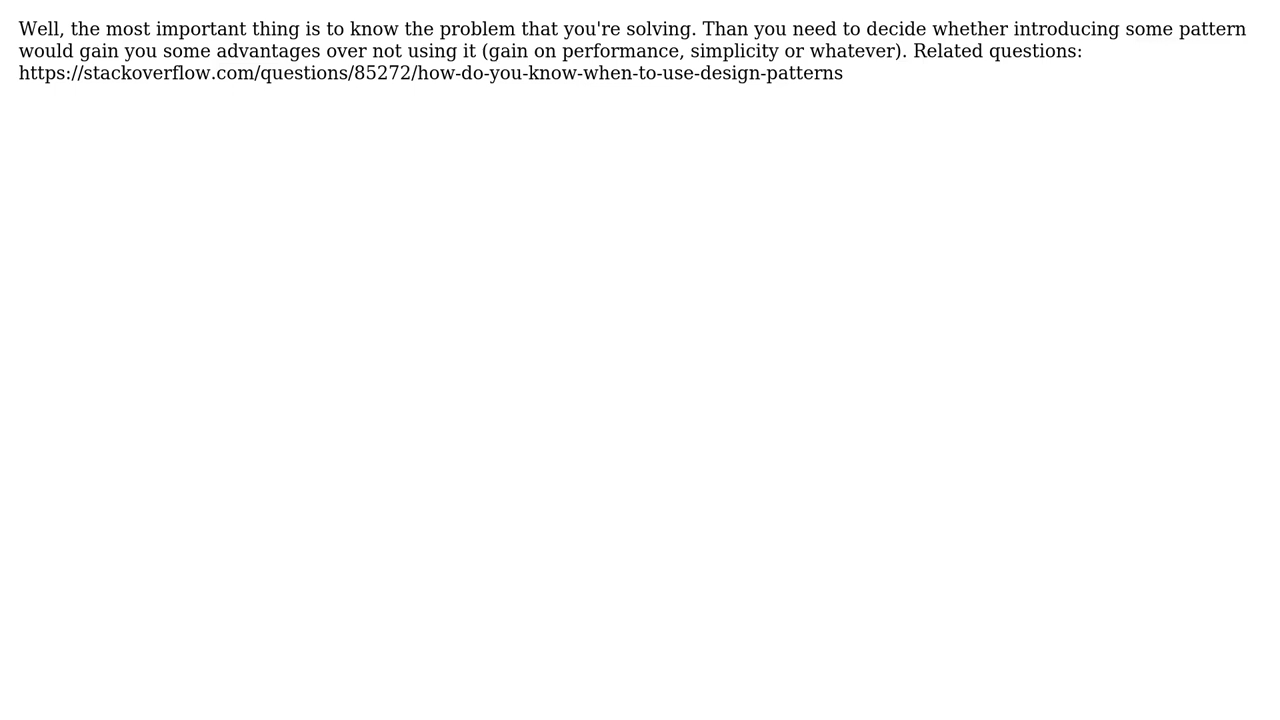 Well, the most important thing is to know the problem that you're solving. Than you need to decide whether introducing some pattern
would gain you some advantages over not using it (gain on performance, simplicity or whatever). Related questions:
https://stackoverflow.com/questions/85272/how-do-you-know-when-to-use-design-patterns